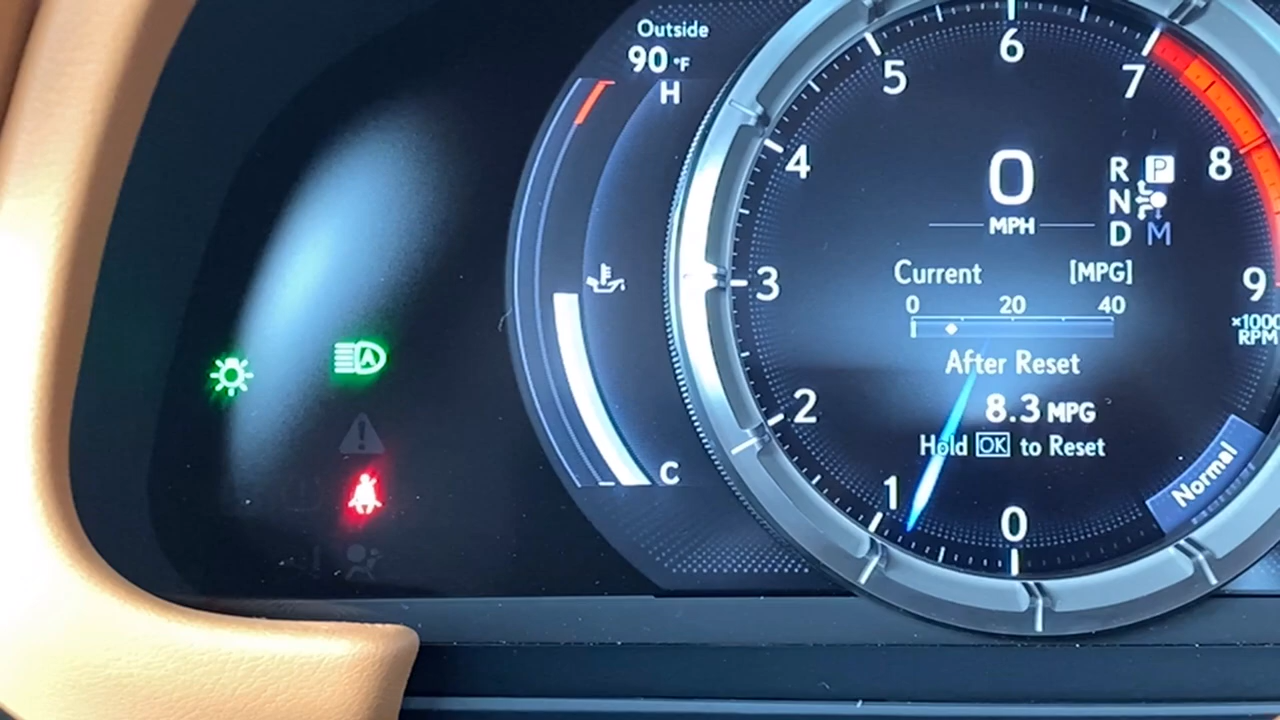 Outside
90 °F
H
C
0
1
2
3
4
5
6
7
8
9
×1000
RPM
0
MPH
R P
N
D M
Current [MPG]
0 20 40
After Reset
8.3 MPG
Hold OK to Reset
Normal
A